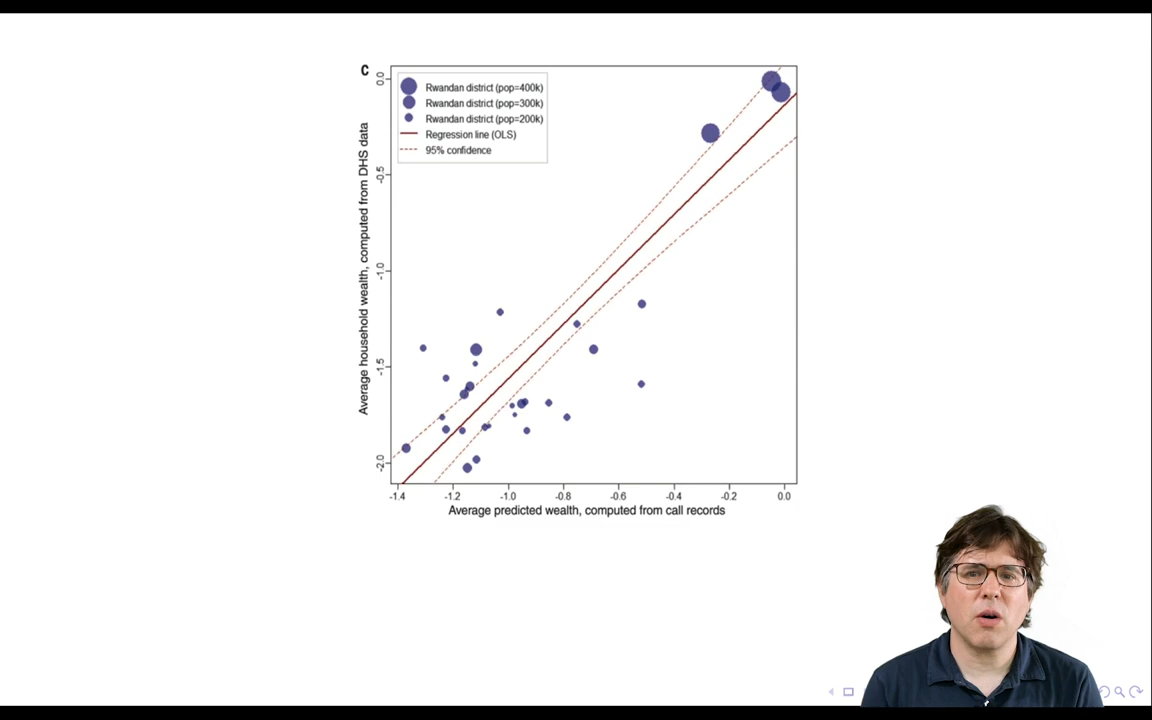 C
Rwandan district (pop=400k)
Rwandan district (pop=300k)
Rwandan district (pop=200k)
Regression line (OLS)
95% confidence
Average household wealth, computed from DHS data
0.0
-0.5
-1.0
-1.5
-2.0
-1.4 -1.2 -1.0 -0.8 -0.6 -0.4 -0.2 0.0
Average predicted wealth, computed from call records